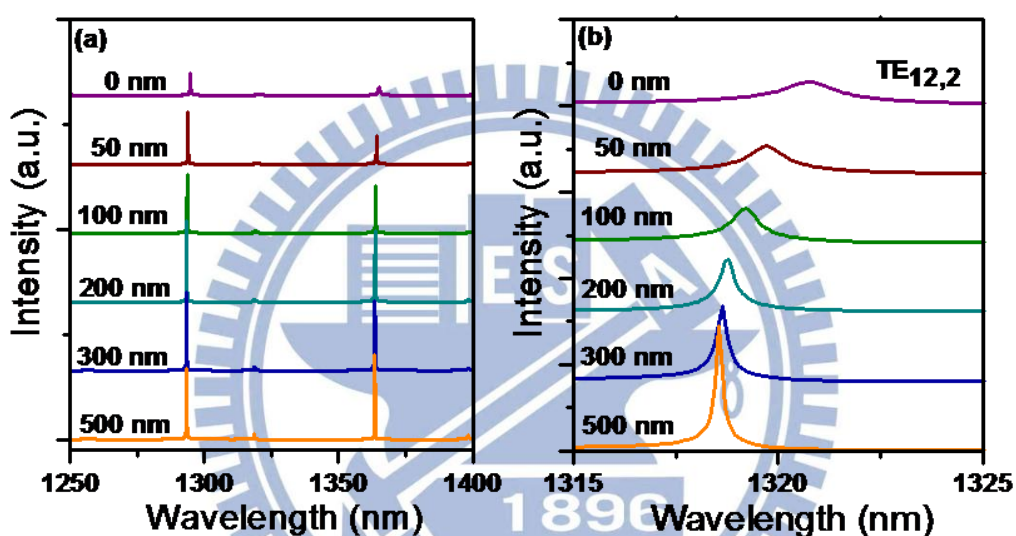 (a)
0 nm
50 nm
100 nm
200 nm
300 nm
500 nm
1250 1300 1350 1400
Wavelength (nm)
Intensity (a.u.)
(b)
TE12,2
0 nm
50 nm
100 nm
200 nm
300 nm
500 nm
1315 1320 1325
Wavelength (nm)
Intensity (a.u.)
ES
A
8
1896